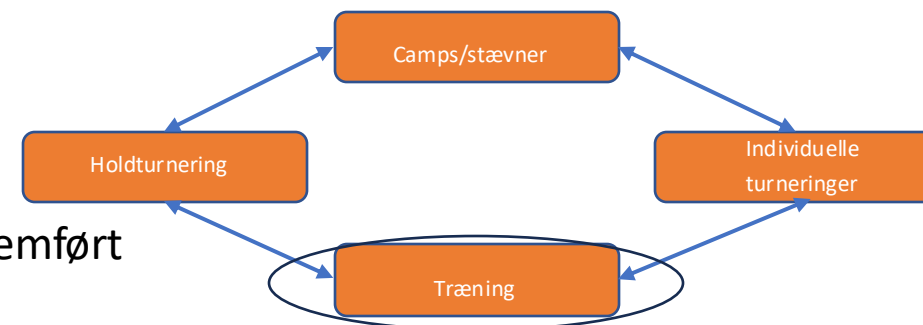 Camps/stævner
Holdturnering
Individuelle
turneringer
emført
Træning